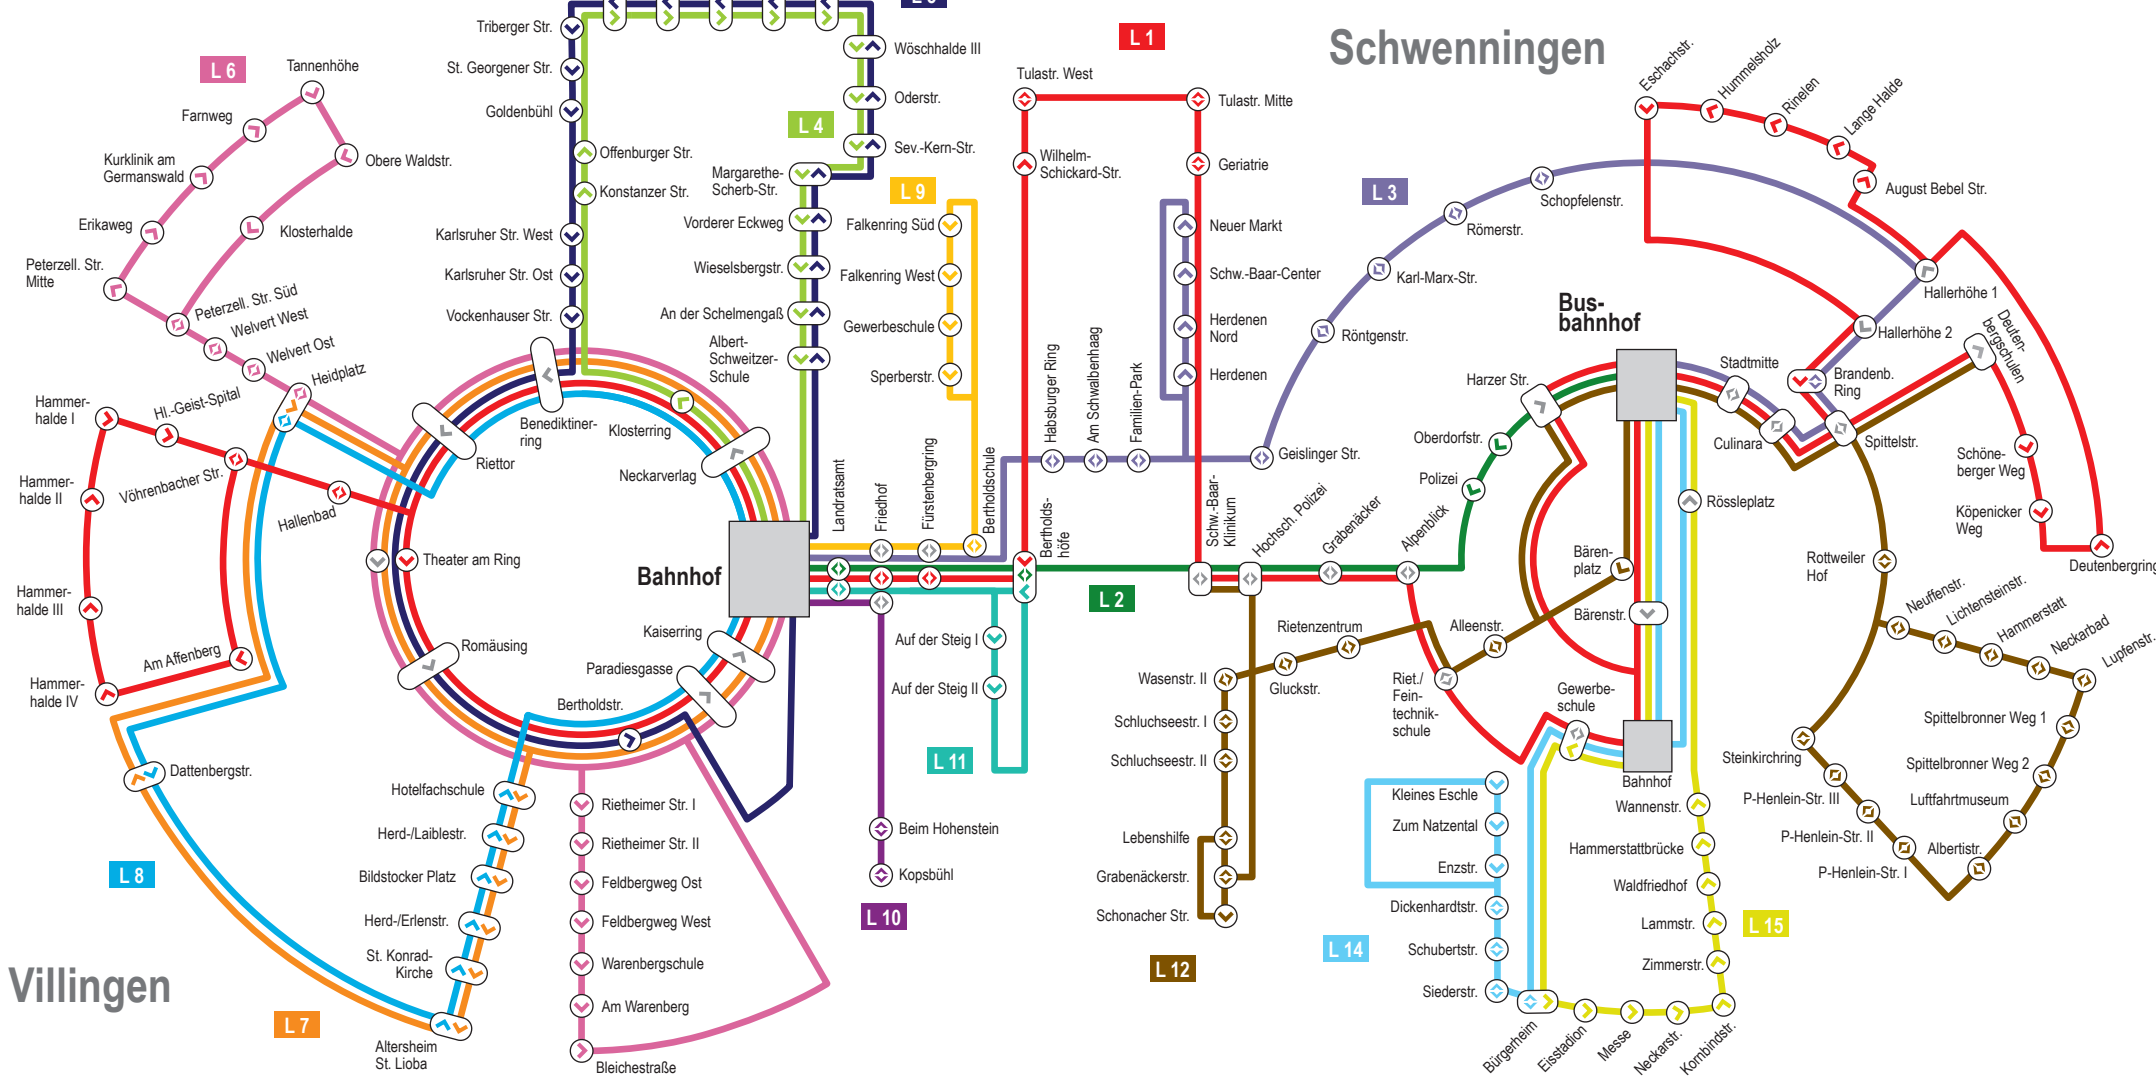 Triberger Str.
St. Georgener Str.
Goldenbühl
Offenburger Str.
Konstanzer Str.
Karlsruher Str. West
Karlsruher Str. Ost
Vockenhauser Str.
L 6
Tannenhöhe
Farnweg
Kurklinik am
Germanswald
Obere Waldstr.
Erikaweg
Klosterhalde
Peterzell. Str.
Mitte
Peterzell. Str. Süd
Welvert West
Welvert Ost
Heidplatz
Hammer-
halde I
Hl.-Geist-Spital
Hammer-
halde II
Vöhrenbacher Str.
Hallenbad
Hammer-
halde III
Am Affenberg
Hammer-
halde IV
Riettor
Benediktiner-
ring
Klosterring
Neckarverlag
Theater am Ring
Bahnhof
Romäusing
Kaiserring
Paradiesgasse
Bertholdstr.
Wöschhalde III
Oderstr.
Sev.-Kern-Str.
L 4
Margarethe-
Scherb-Str.
Vorderer Eckweg
Wieselsbergstr.
An der Schelmengaß
Albert-
Schweitzer-
Schule
L 9
Falkenring Süd
Falkenring West
Gewerbeschule
Sperberstr.
Landratsamt
Friedhof
Fürstenbergring
Bertholdschule
L 1
Tulastr. West
Tulastr. Mitte
Wilhelm-
Schickard-Str.
Geriatrie
Neuer Markt
Schw.-Baar-Center
Herdenen
Nord
Herdenen
Habsburger Ring
Am Schwalbenhaag
Familien-Park
Geislinger Str.
Bertholds-
höfe
Schw.-Baar-
Klinikum
Hochsch. Polizei
Grabenäcker
Alpenblick
L 2
Schwenningen
L 3
Schopfelenstr.
Römerstr.
Karl-Marx-Str.
Röntgenstr.
Eschachstr.
Hummelsholz
Rinelen
Lange Halde
August Bebel Str.
Hallerhöhe 1
Hallerhöhe 2
Bus-
bahnhof
Stadtmitte
Culinara
Brandenb.
Ring
Spittelstr.
Deuten-
bergschulen
Schöne-
berger Weg
Köpenicker
Weg
Deutenbergring
Harzer Str.
Oberdorfstr.
Polizei
Rössleplatz
Bären-
platz
Bärenstr.
Rottweiler
Hof
Neuffenstr.
Lichtensteinstr.
Hammerstatt
Neckarbad
Lupfenstr.
Spittelbronner Weg 1
Spittelbronner Weg 2
Luftfahrtmuseum
Albertistr.
Steinkirchring
P-Henlein-Str. III
P-Henlein-Str. II
P-Henlein-Str. I
Alleenstr.
Rietenzentrum
Gluckstr.
Riet./
Fein-
technik-
schule
Gewerbe-
schule
Bahnhof
Wasenstr. II
Schluchseestr. I
Schluchseestr. II
Lebenshilfe
Grabenäckerstr.
Schonacher Str.
L 12
Auf der Steig I
Auf der Steig II
L 11
Beim Hohenstein
Kopsbühl
L 10
Kleines Eschle
Zum Natzental
Enzstr.
Dickenhardtstr.
Schubertstr.
Siederstr.
L 14
Wannenstr.
Hammerstattbrücke
Waldfriedhof
Lammstr.
Zimmerstr.
L 15
Bürgerheim
Eisstadion
Messe
Neckarstr.
Kornbindstr.
Dattenbergstr.
L 8
Villingen
L 7
Hotelfachschule
Herd-/Laiblestr.
Bildstocker Platz
Herd-/Erlenstr.
St. Konrad-
Kirche
Altersheim
St. Lioba
Rietheimer Str. I
Rietheimer Str. II
Feldbergweg Ost
Feldbergweg West
Warenbergschule
Am Warenberg
Bleichestraße